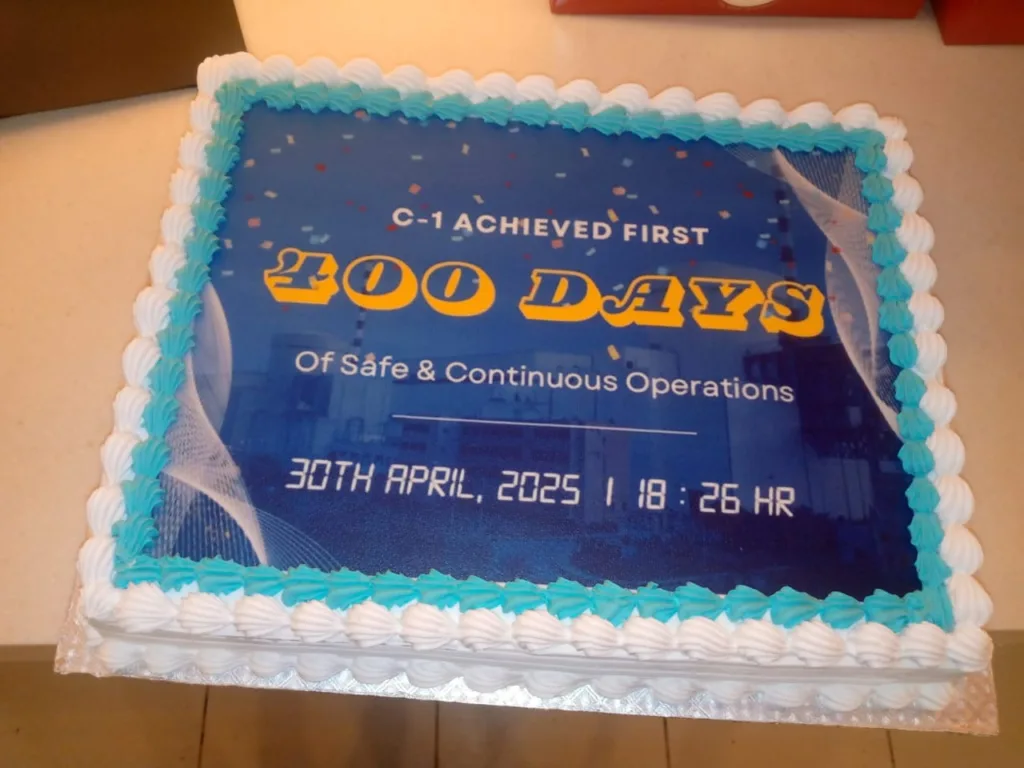 C-1 ACHIEVED FIRST
400 DAYS
Of Safe & Continuous Operations
30TH APRIL, 2025 | 18 : 26 HR